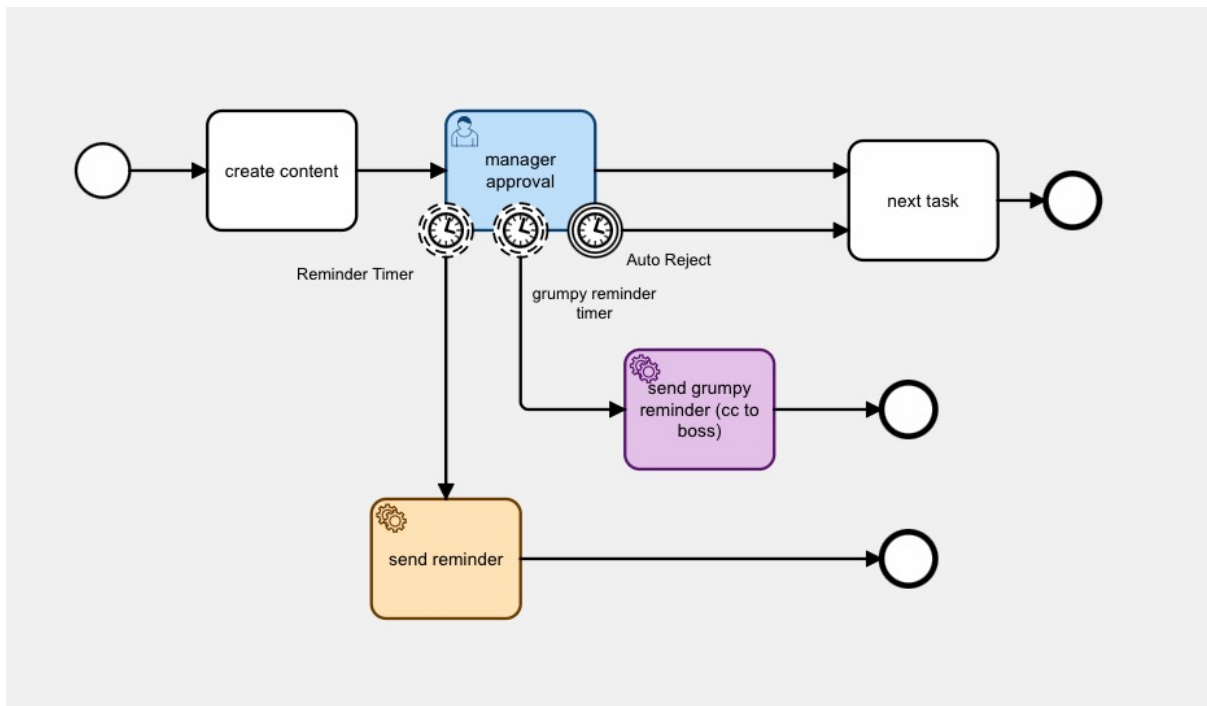 create content
manager
approval
next task
Reminder Timer
Auto Reject
grumpy reminder
timer
send grumpy
reminder (cc to
boss)
send reminder